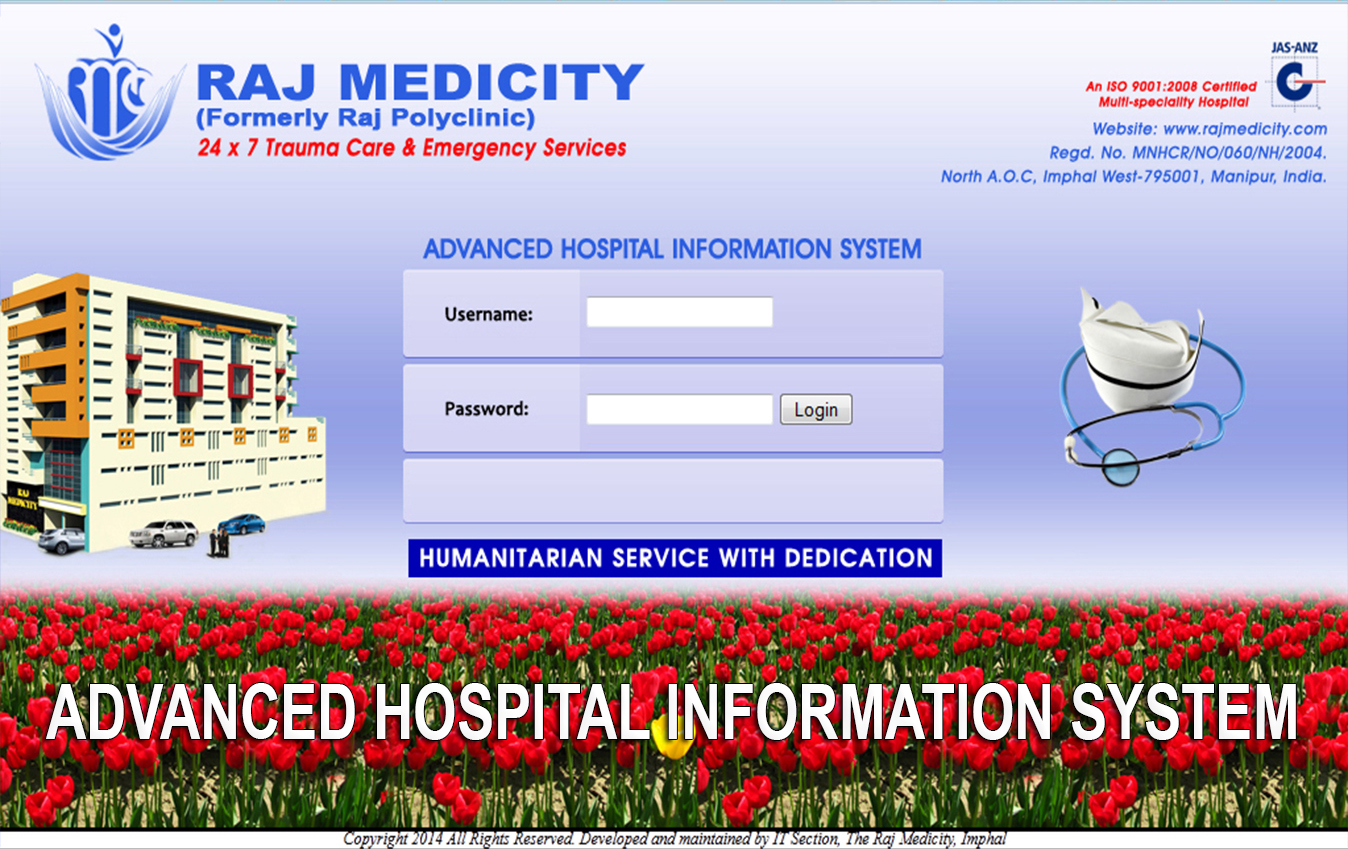 RAJ MEDICITY
(Formerly Raj Polyclinic)
24 x 7 Trauma Care & Emergency Services
JAS-ANZ
An ISO 9001:2008 Certified
Multi-speciality Hospital
Website: www.rajmedicity.com
Regd. No. MNHCR/NO/060/NH/2004.
North A.O.C, Imphal West-795001, Manipur, India.
ADVANCED HOSPITAL INFORMATION SYSTEM
Username:
Password:
Login
RAJ
MEDICITY
HUMANITARIAN SERVICE WITH DEDICATION
ADVANCED HOSPITAL INFORMATION SYSTEM
Copyright 2014 All Rights Reserved. Developed and maintained by IT Section, The Raj Medicity, Imphal